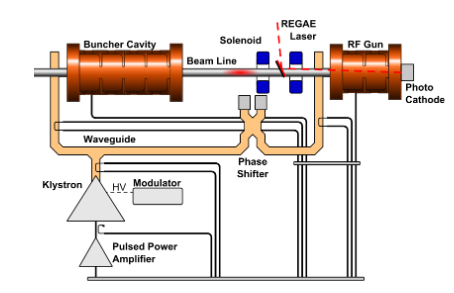 REGAE
Laser
Solenoid
Buncher Cavity
RF Gun
Beam Line
Photo
Cathode
Waveguide
Phase
Shifter
Klystron
HV
Modulator
Pulsed Power
Amplifier